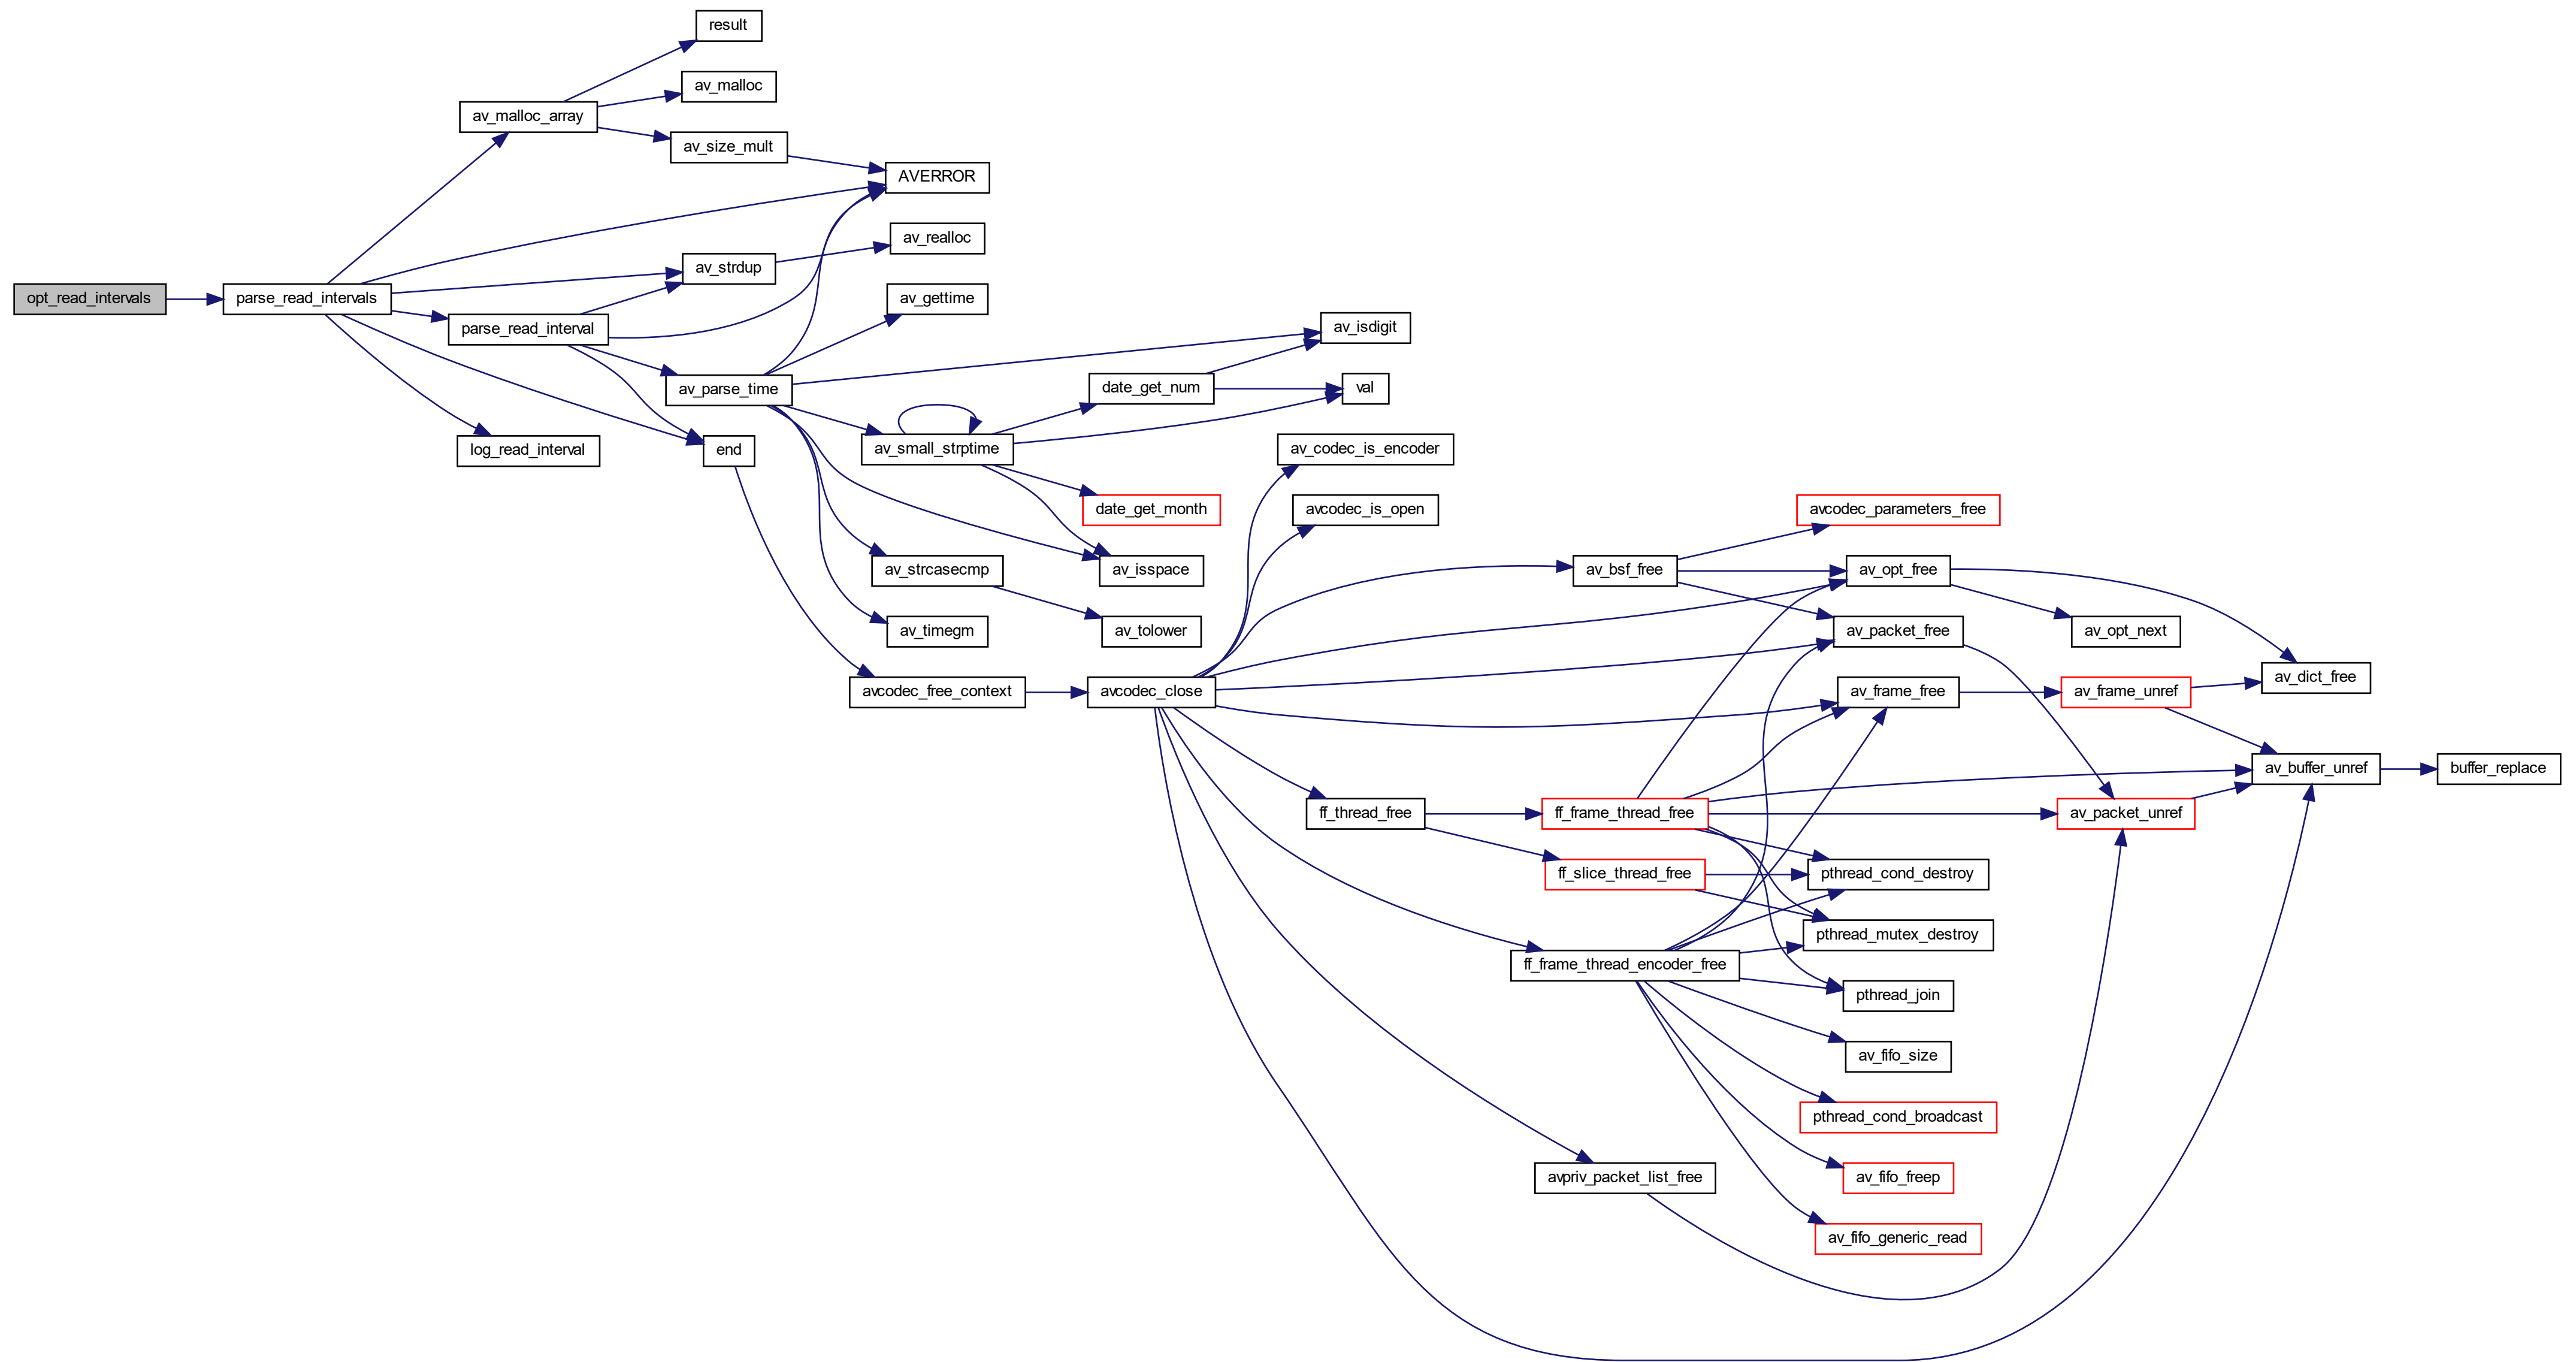 result
av_malloc
av_malloc_array
av_size_mult
AVERROR
av_realloc
av_strdup
opt_read_intervals
parse_read_intervals
av_gettime
parse_read_interval
av_isdigit
av_parse_time
date_get_num
val
log_read_interval
end
av_small_strptime
av_codec_is_encoder
date_get_month
avcodec_is_open
avcodec_parameters_free
av_strcasecmp
av_isspace
av_bsf_free
av_opt_free
av_timegm
av_tolower
av_packet_free
av_opt_next
avcodec_free_context
avcodec_close
av_frame_free
av_frame_unref
av_dict_free
av_buffer_unref
buffer_replace
ff_thread_free
ff_frame_thread_free
av_packet_unref
ff_slice_thread_free
pthread_cond_destroy
pthread_mutex_destroy
ff_frame_thread_encoder_free
pthread_join
av_fifo_size
pthread_cond_broadcast
avpriv_packet_list_free
av_fifo_freep
av_fifo_generic_read